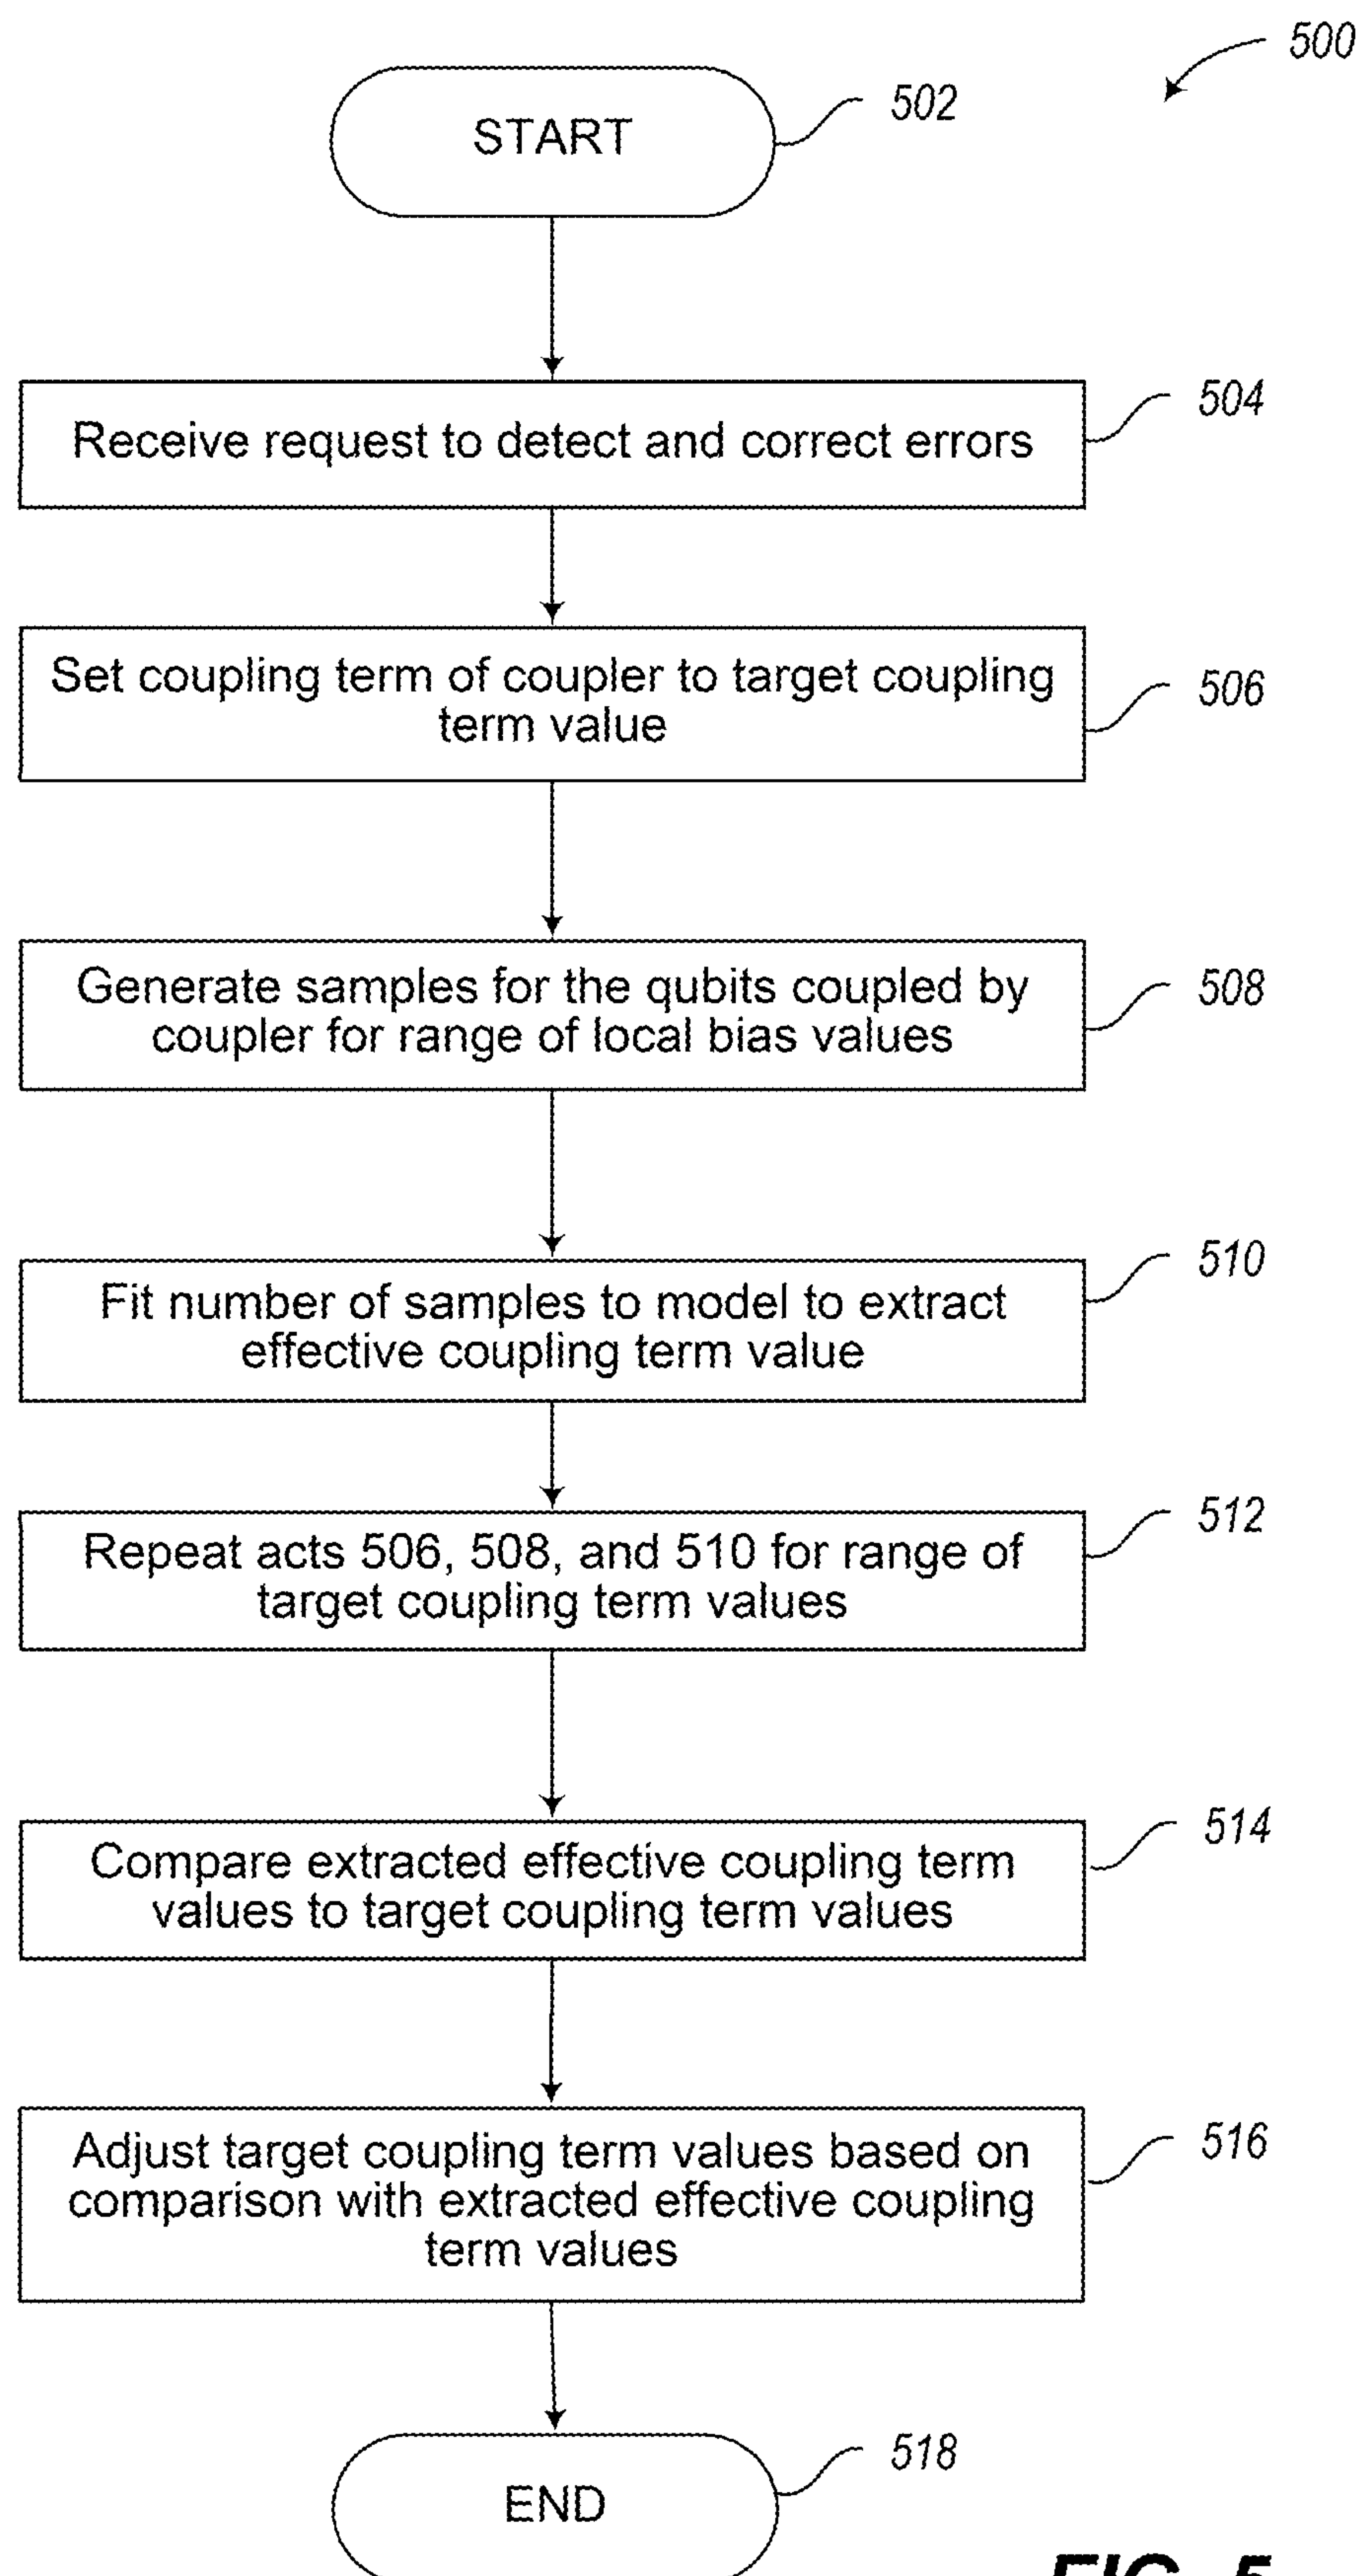 500
START
502
Receive request to detect and correct errors
504
Set coupling term of coupler to target coupling
term value
506
Generate samples for the qubits coupled by
coupler for range of local bias values
508
Fit number of samples to model to extract
effective coupling term value
510
Repeat acts 506, 508, and 510 for range of
target coupling term values
512
Compare extracted effective coupling term
values to target coupling term values
514
Adjust target coupling term values based on
comparison with extracted effective coupling
term values
516
END
518
FIG. 5